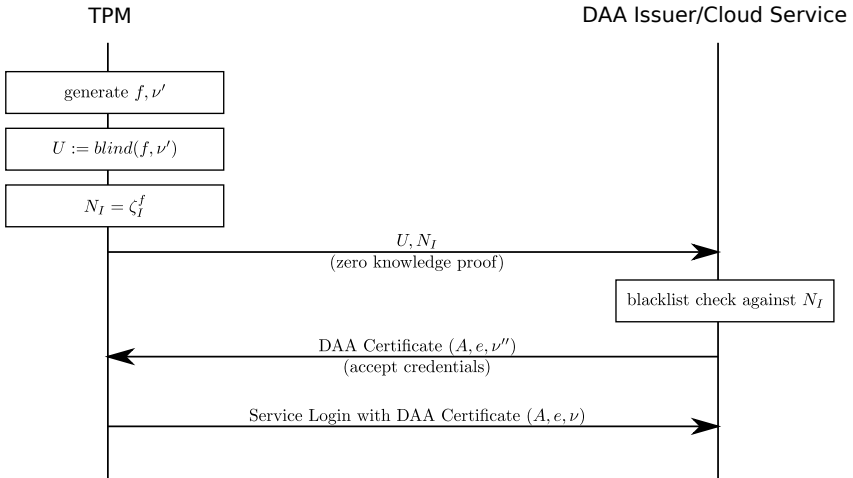 TPM
DAA Issuer/Cloud Service
generate f, ν′
U := blind(f, ν′)
N_I = ζ_I^f
U, N_I
(zero knowledge proof)
blacklist check against N_I
DAA Certificate (A, e, ν′′)
(accept credentials)
Service Login with DAA Certificate (A, e, ν)